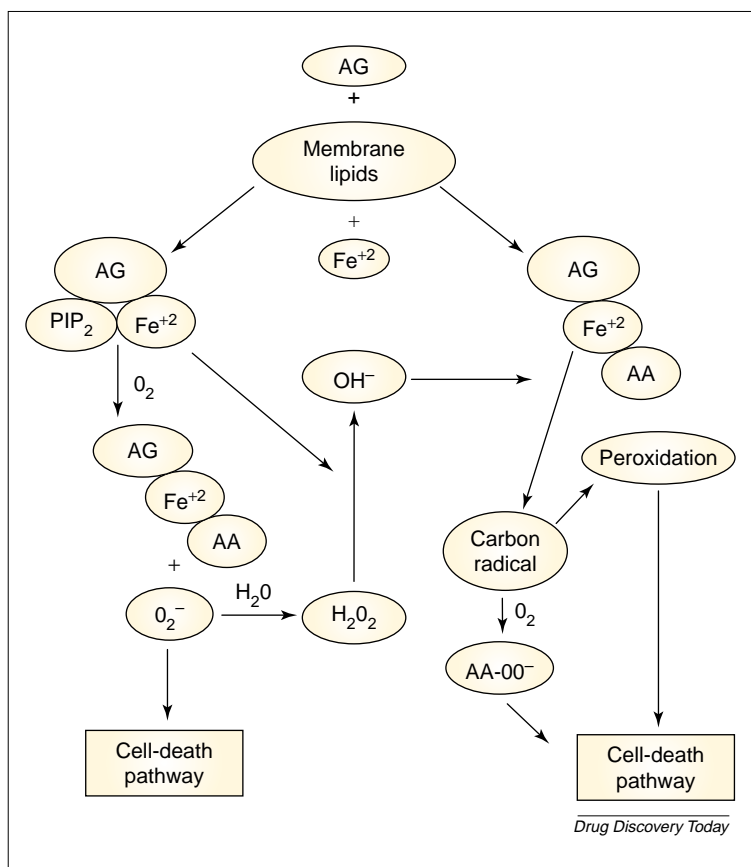 AG
+
Membrane
lipids
+
Fe+2
AG
PIP2
Fe+2
02
AG
Fe+2
AA
+
02−
H20
H202
OH−
AG
Fe+2
AA
Peroxidation
Carbon
radical
02
AA-00−
Cell-death
pathway
Cell-death
pathway
Drug Discovery Today